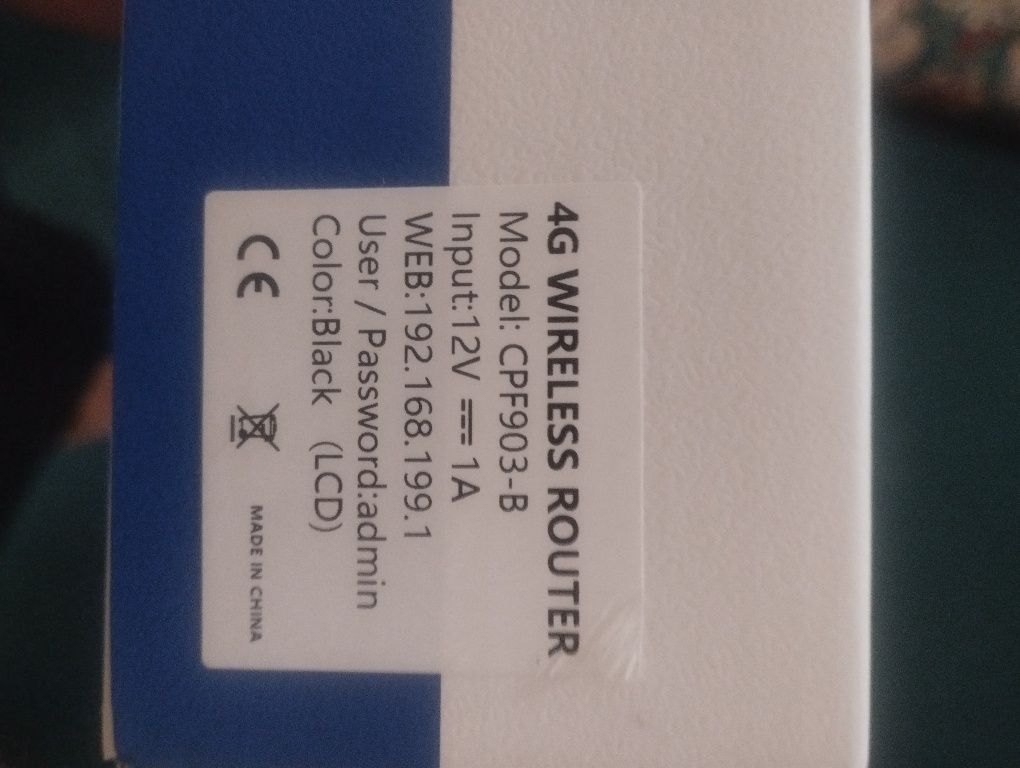 4G WIRELESS ROUTER
Model: CPF903-B
Input:12V ⎓ 1A
WEB:192.168.199.1
User / Password:admin
Color:Black (LCD)
CE
MADE IN CHINA